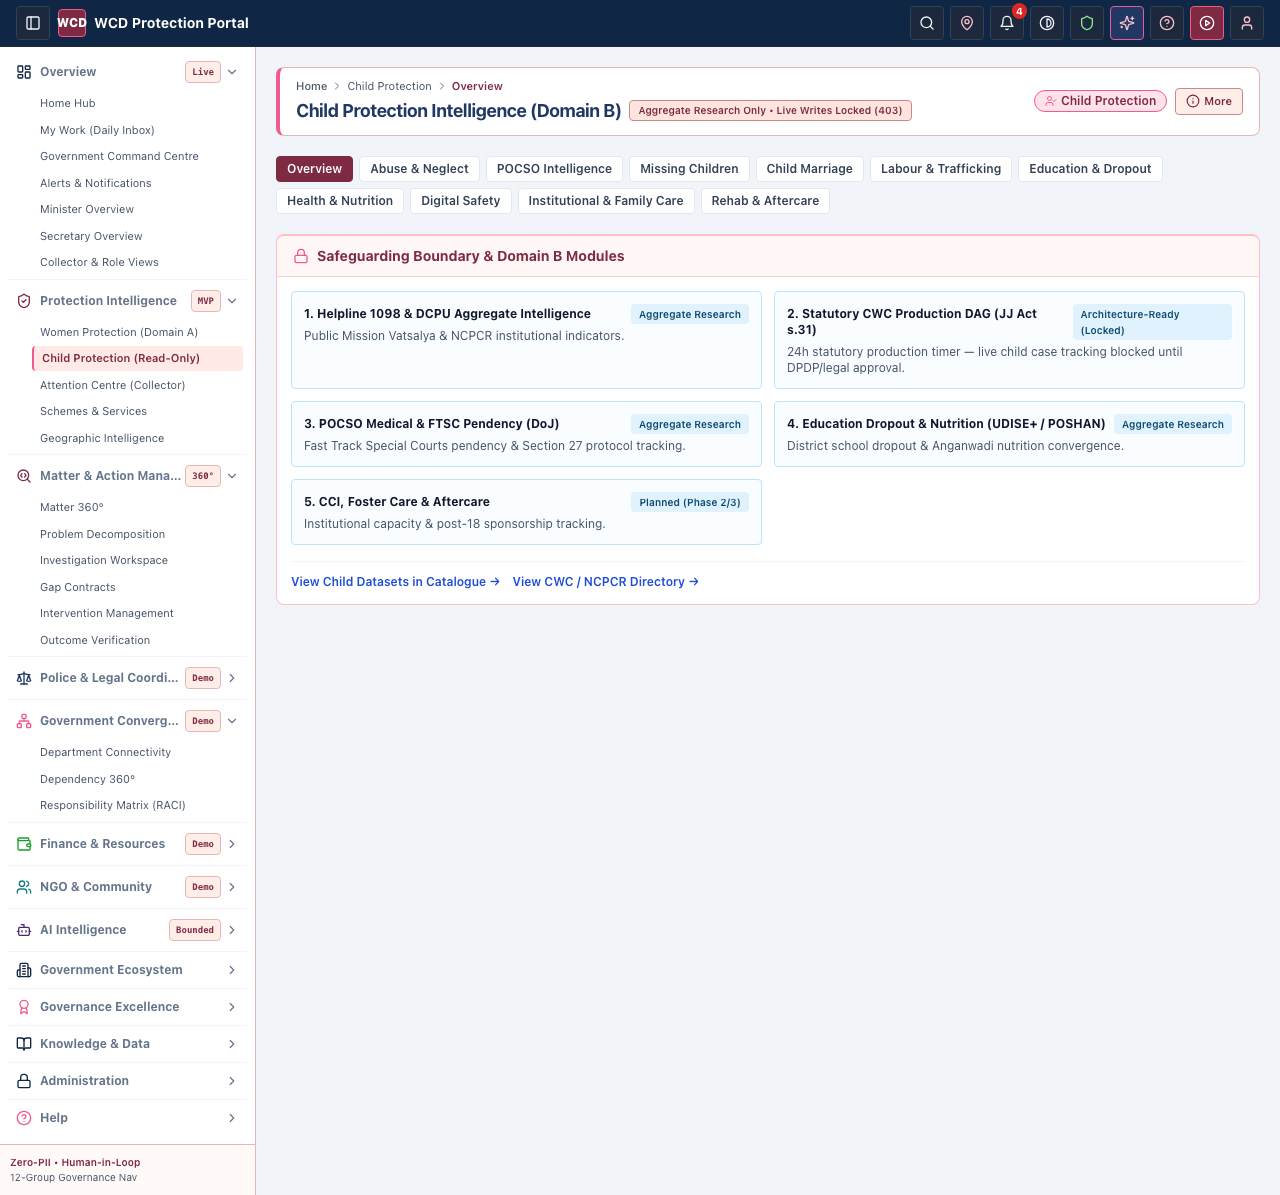 WCD WCD Protection Portal
4
Overview Live
Home Hub
My Work (Daily Inbox)
Government Command Centre
Alerts & Notifications
Minister Overview
Secretary Overview
Collector & Role Views
Protection Intelligence MVP
Women Protection (Domain A)
Child Protection (Read-Only)
Attention Centre (Collector)
Schemes & Services
Geographic Intelligence
Matter & Action Mana... 360°
Matter 360°
Problem Decomposition
Investigation Workspace
Gap Contracts
Intervention Management
Outcome Verification
Police & Legal Coordi... Demo
Government Converg... Demo
Department Connectivity
Dependency 360°
Responsibility Matrix (RACI)
Finance & Resources Demo
NGO & Community Demo
AI Intelligence Bounded
Government Ecosystem
Governance Excellence
Knowledge & Data
Administration
Help
Zero-PII • Human-in-Loop
12-Group Governance Nav
Home > Child Protection > Overview
Child Protection Intelligence (Domain B) Aggregate Research Only • Live Writes Locked (403)
Child Protection More
Overview Abuse & Neglect POCSO Intelligence Missing Children Child Marriage Labour & Trafficking Education & Dropout
Health & Nutrition Digital Safety Institutional & Family Care Rehab & Aftercare
Safeguarding Boundary & Domain B Modules
1. Helpline 1098 & DCPU Aggregate Intelligence Aggregate Research
Public Mission Vatsalya & NCPCR institutional indicators.
2. Statutory CWC Production DAG (JJ Act
s.31)
Architecture-Ready
(Locked)
24h statutory production timer — live child case tracking blocked until
DPDP/legal approval.
3. POCSO Medical & FTSC Pendency (DoJ) Aggregate Research
Fast Track Special Courts pendency & Section 27 protocol tracking.
4. Education Dropout & Nutrition (UDISE+ / POSHAN) Aggregate Research
District school dropout & Anganwadi nutrition convergence.
5. CCI, Foster Care & Aftercare Planned (Phase 2/3)
Institutional capacity & post-18 sponsorship tracking.
View Child Datasets in Catalogue → View CWC / NCPCR Directory →